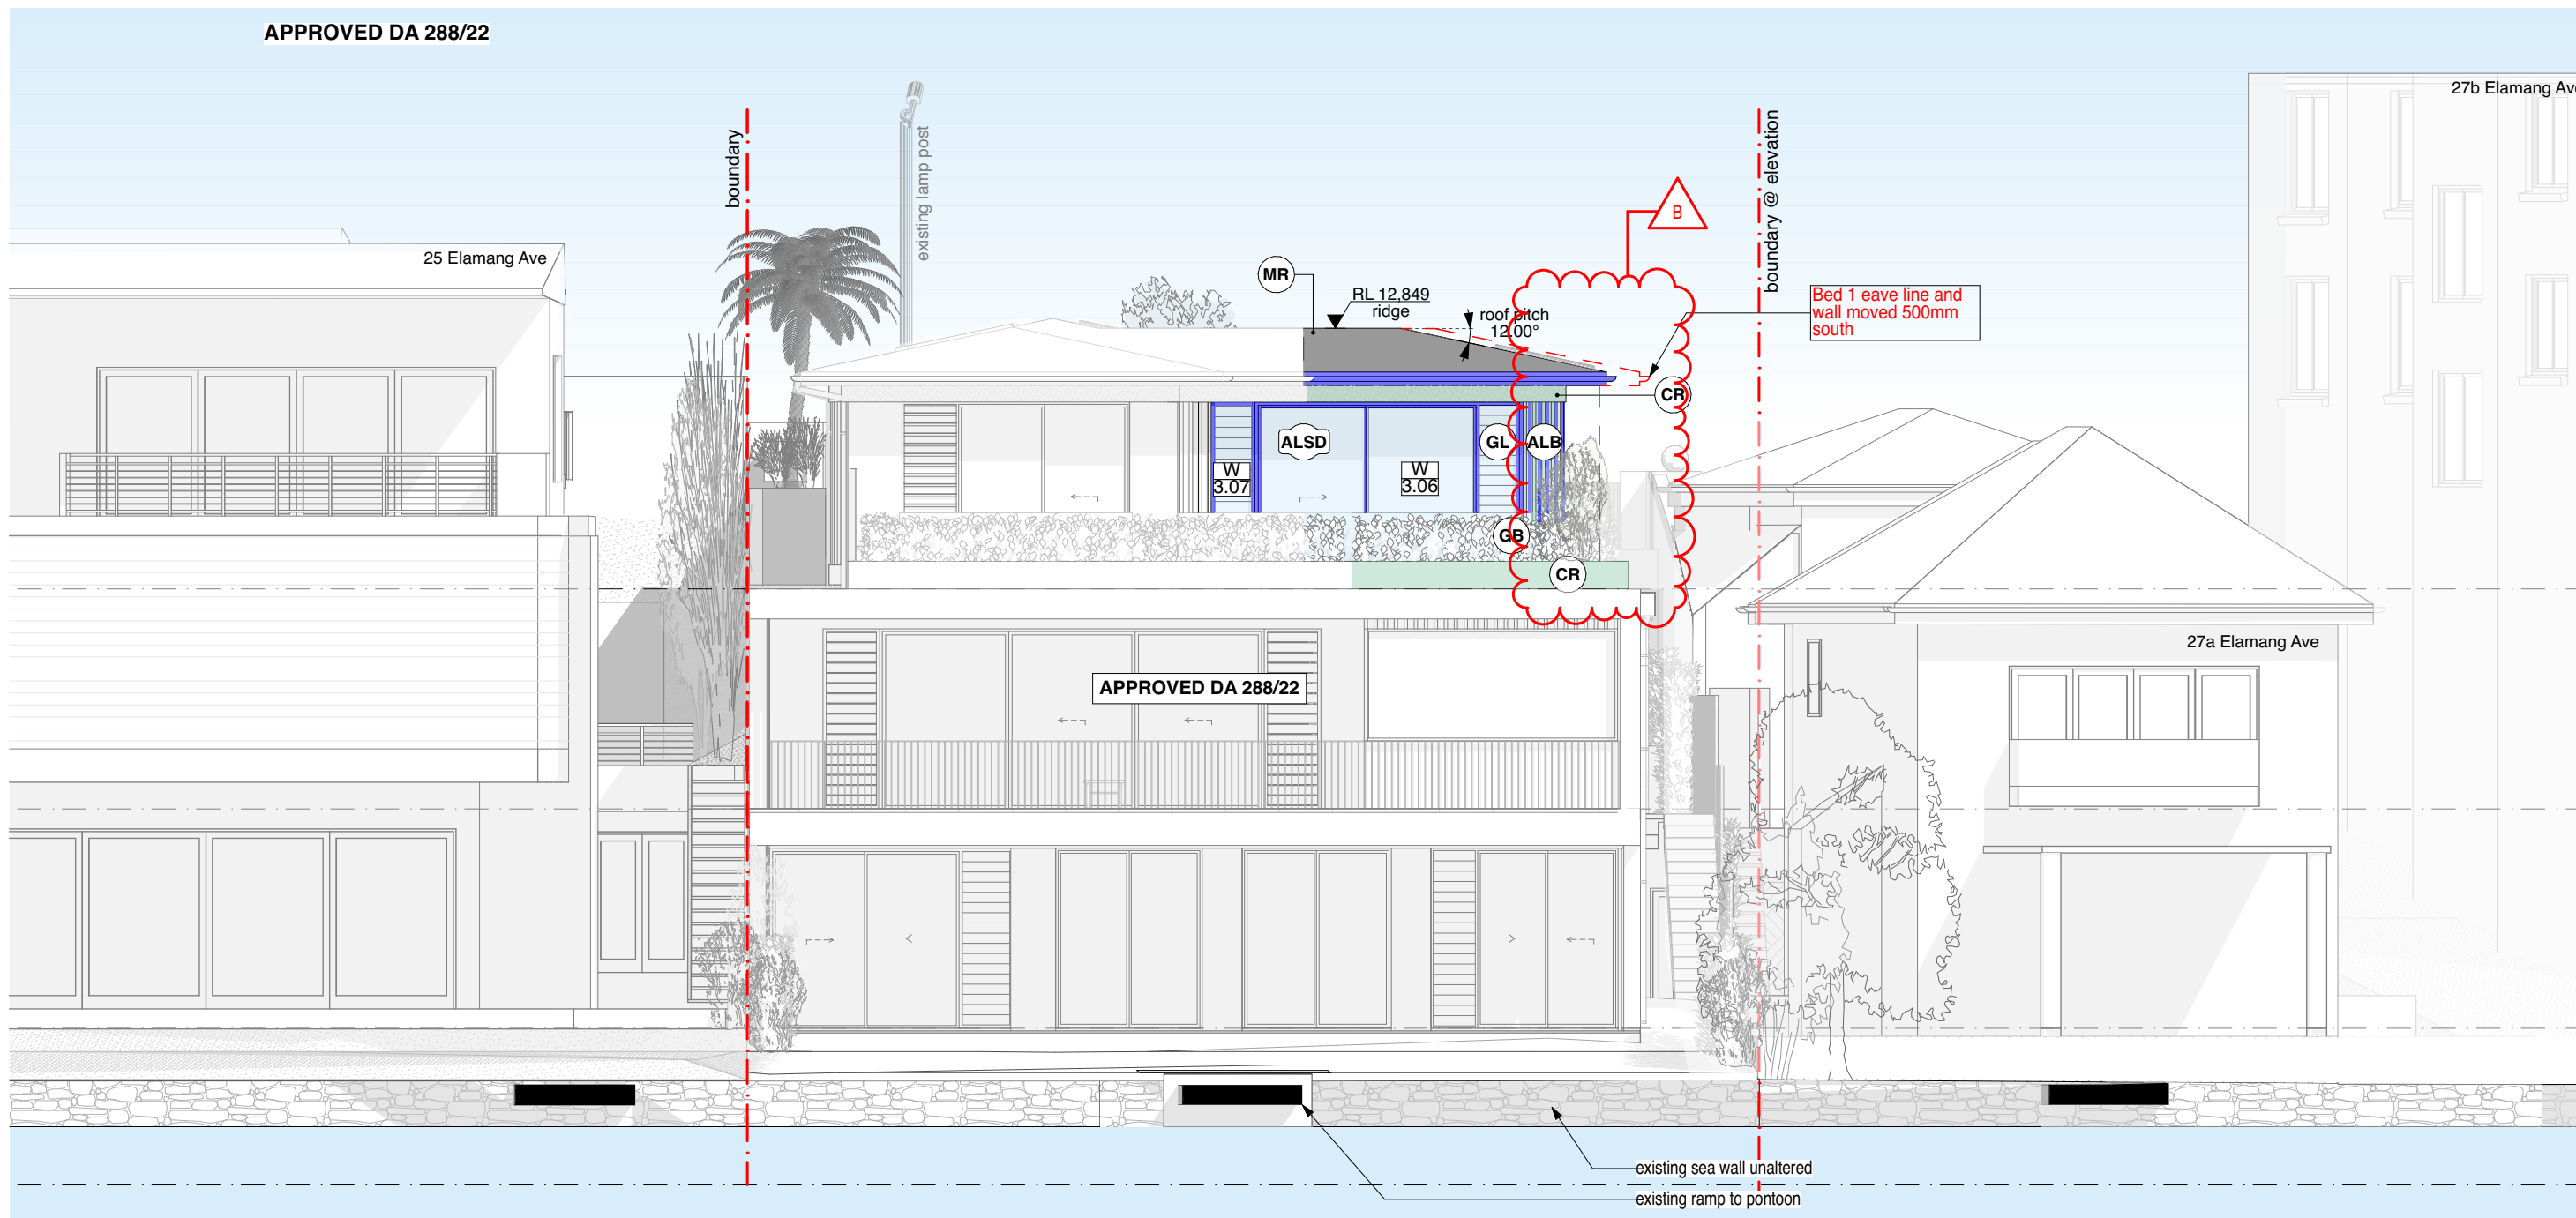 APPROVED DA 288/22
27b Elamang Ave
boundary
existing lamp post
boundary @ elevation
B
25 Elamang Ave
MR
RL 12,849
ridge
roof pitch
12.00°
Bed 1 eave line and
wall moved 500mm
south
CR
ALSD
GL
ALB
W
3.07
W
3.06
GB
CR
27a Elamang Ave
APPROVED DA 288/22
existing sea wall unaltered
existing ramp to pontoon